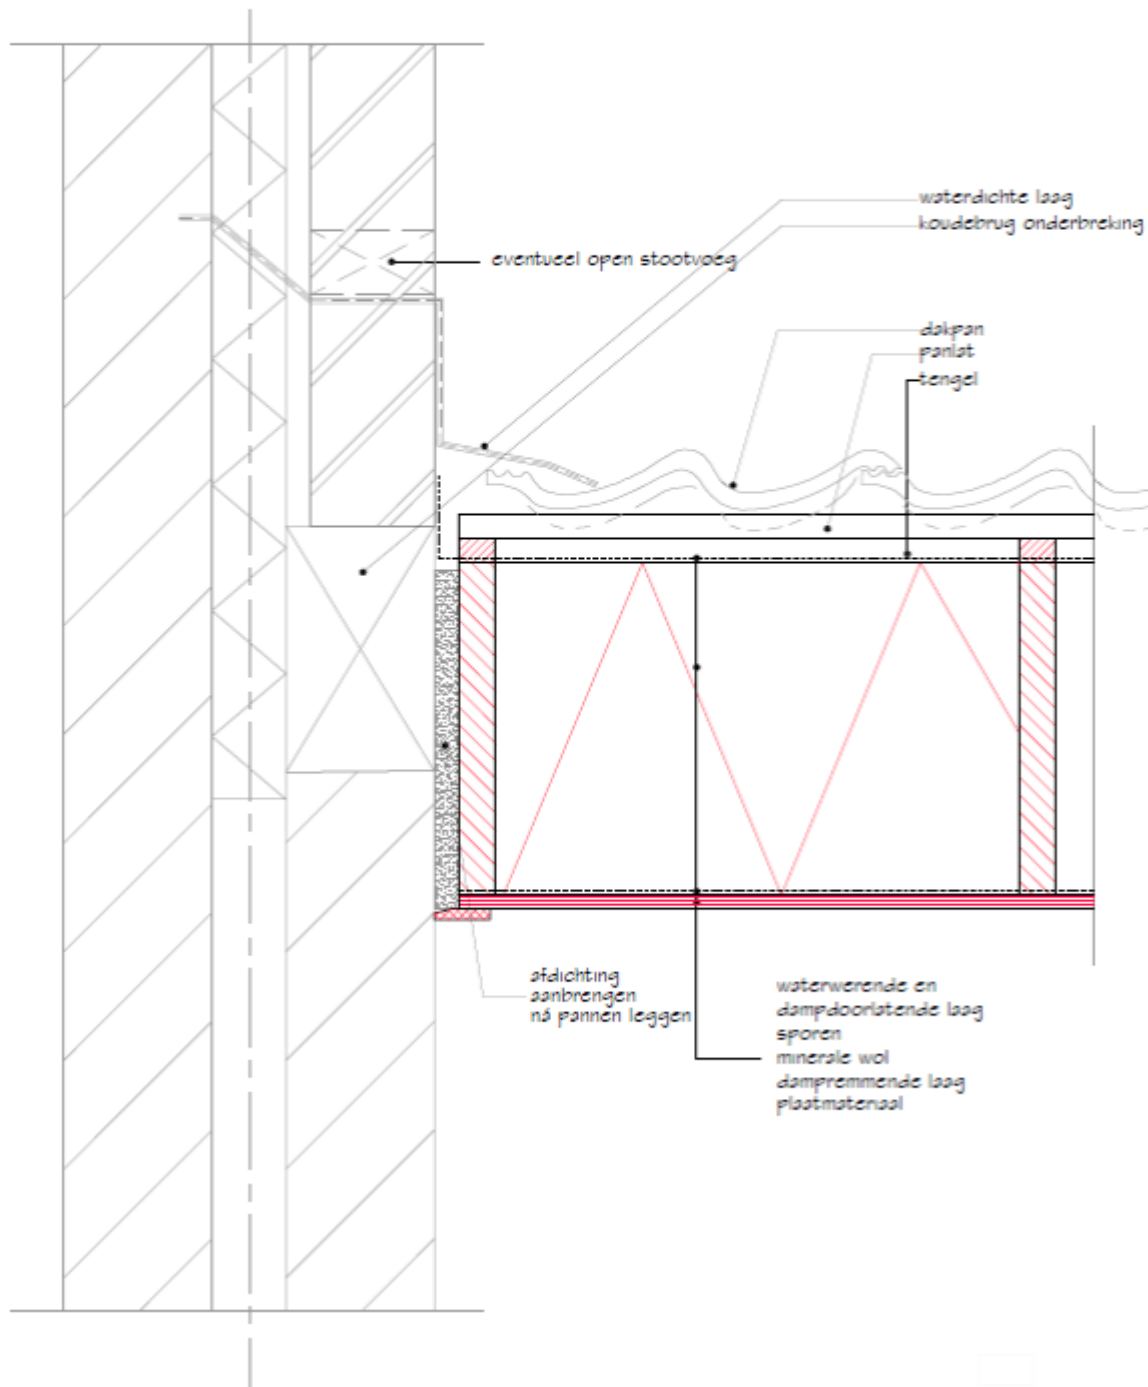 waterdichte laag
koudebrug onderbreking
eventueel open stootvoeg
dakpan
panlat
tengel
afdichting
aanbrengen
ná pannen leggen
waterwerende en
dampdoorlatende laag
sporen
minerale wol
dampremmende laag
plaatmateriaal